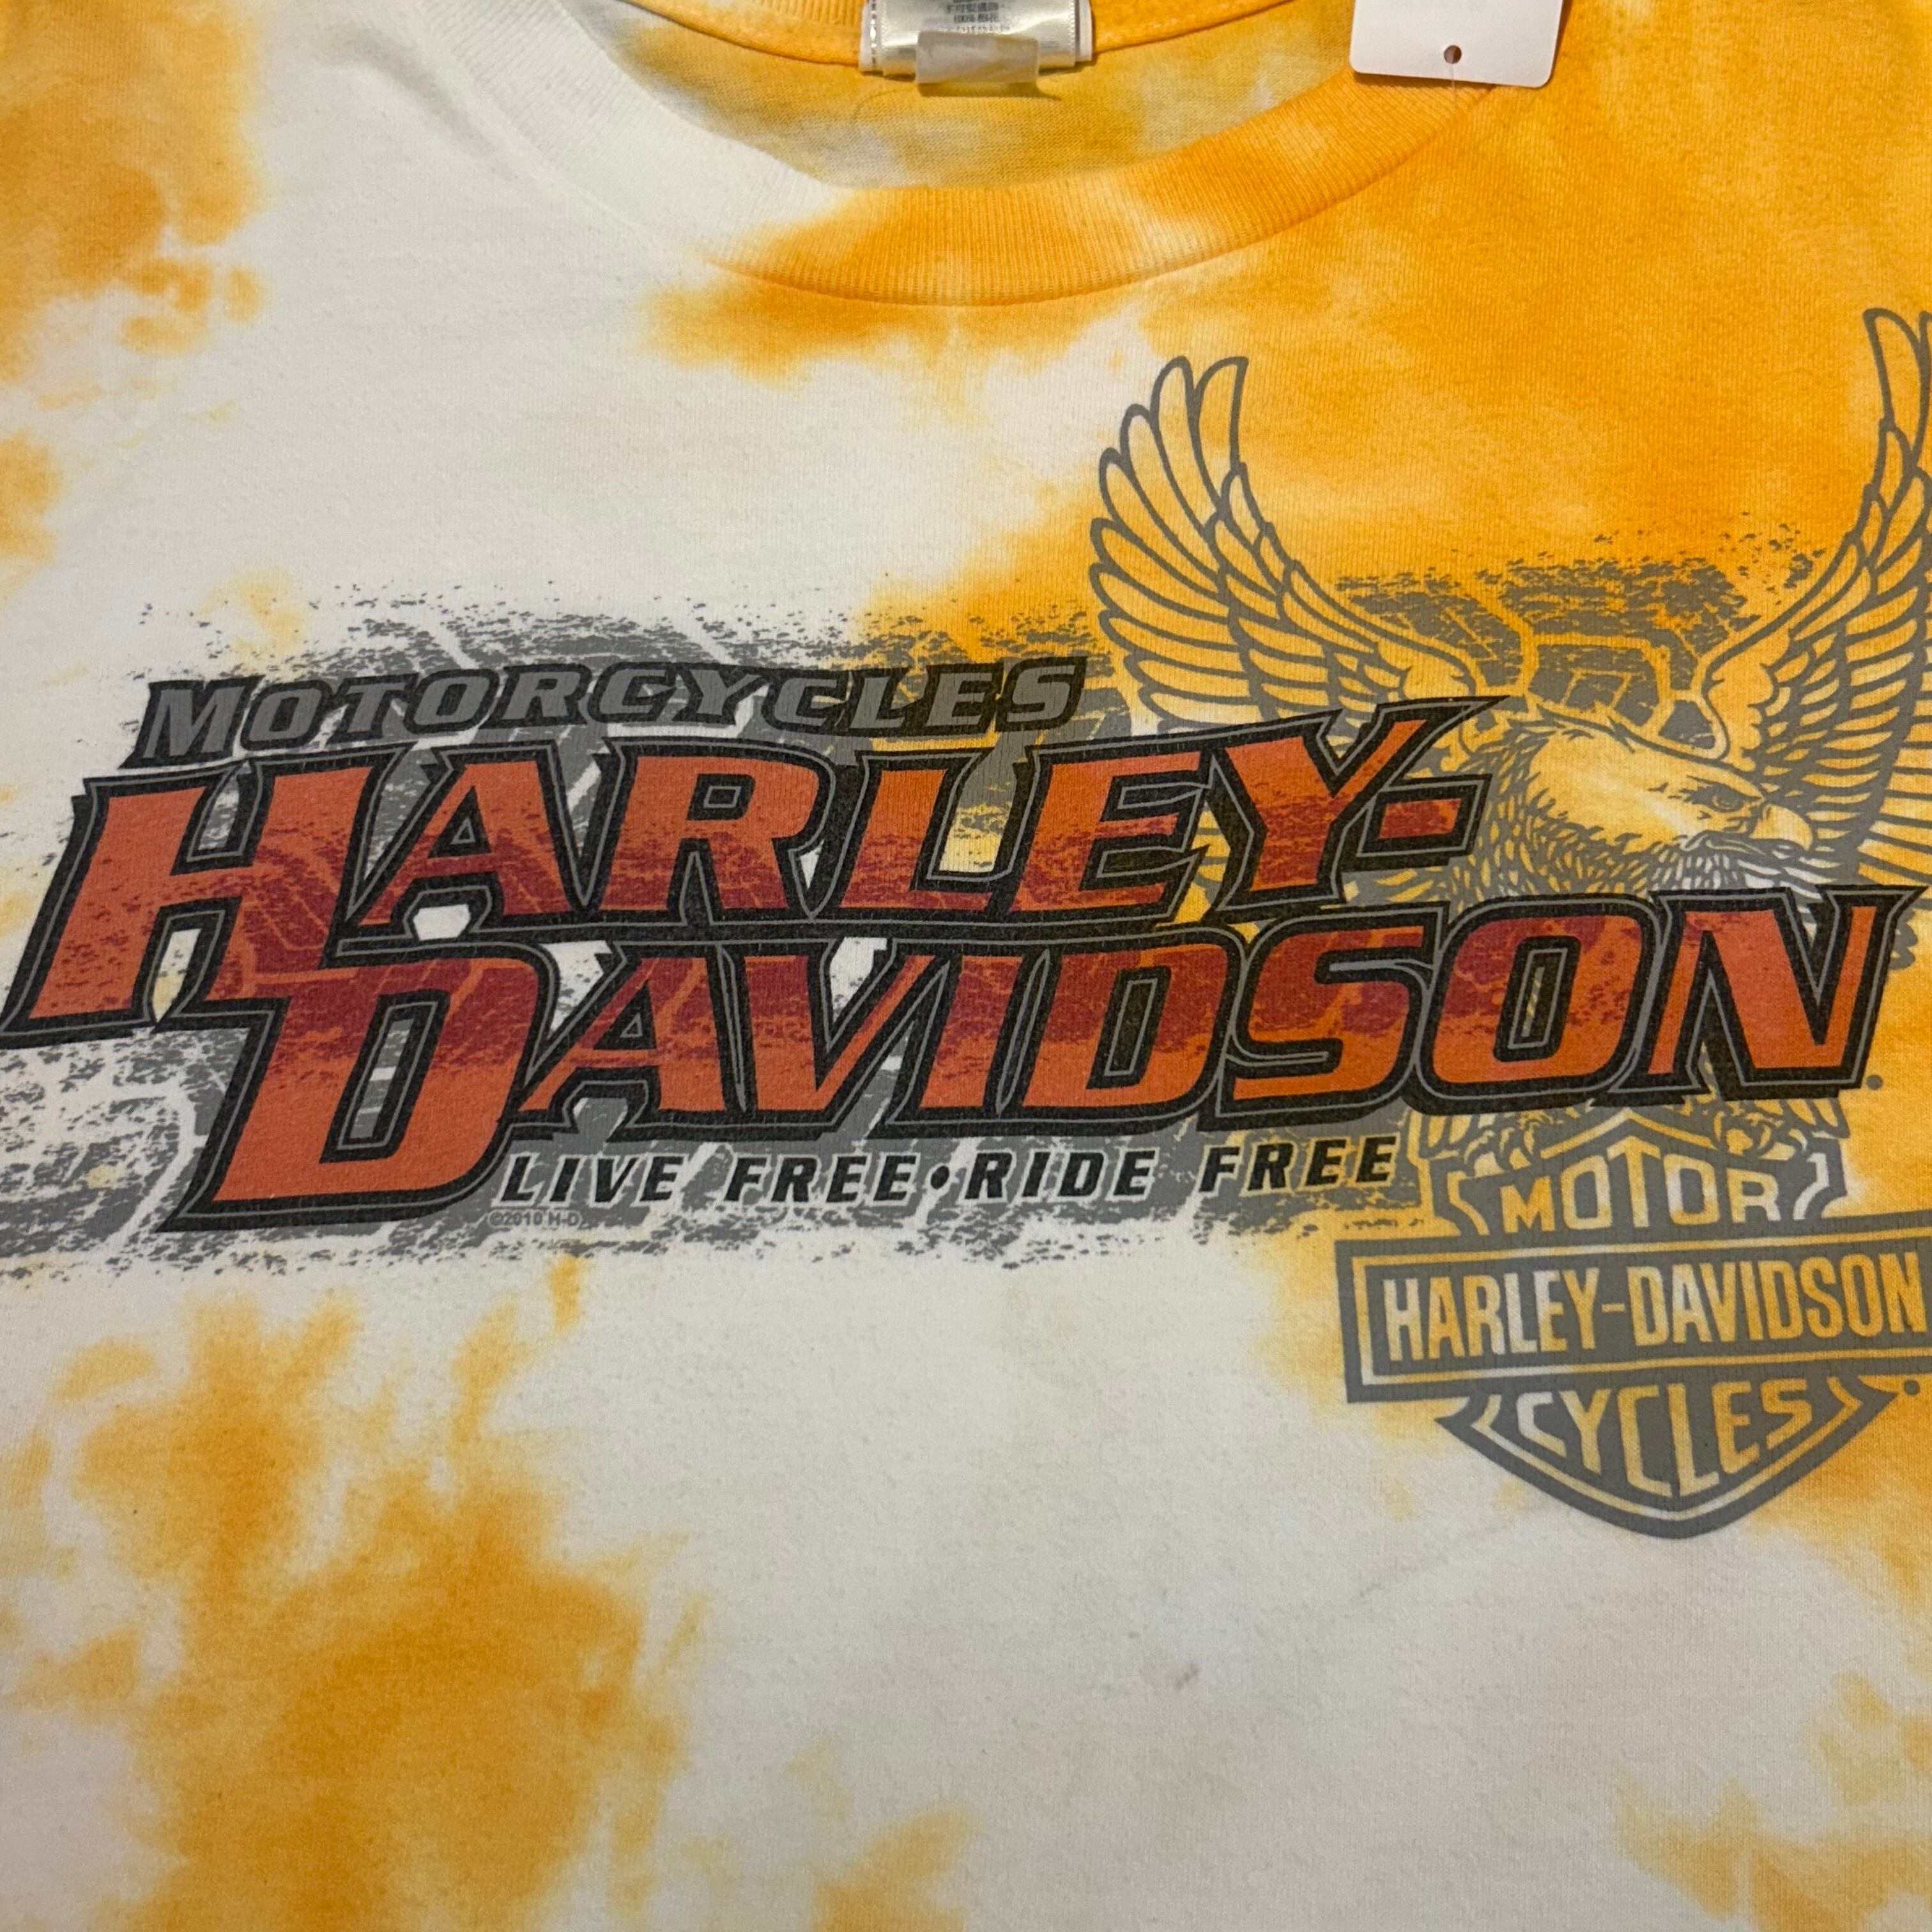 MOTORCYCLES
HARLEY-
DAVIDSON
LIVE FREE•RIDE FREE
©2010 H-D
MOTOR
HARLEY-DAVIDSON
CYCLES